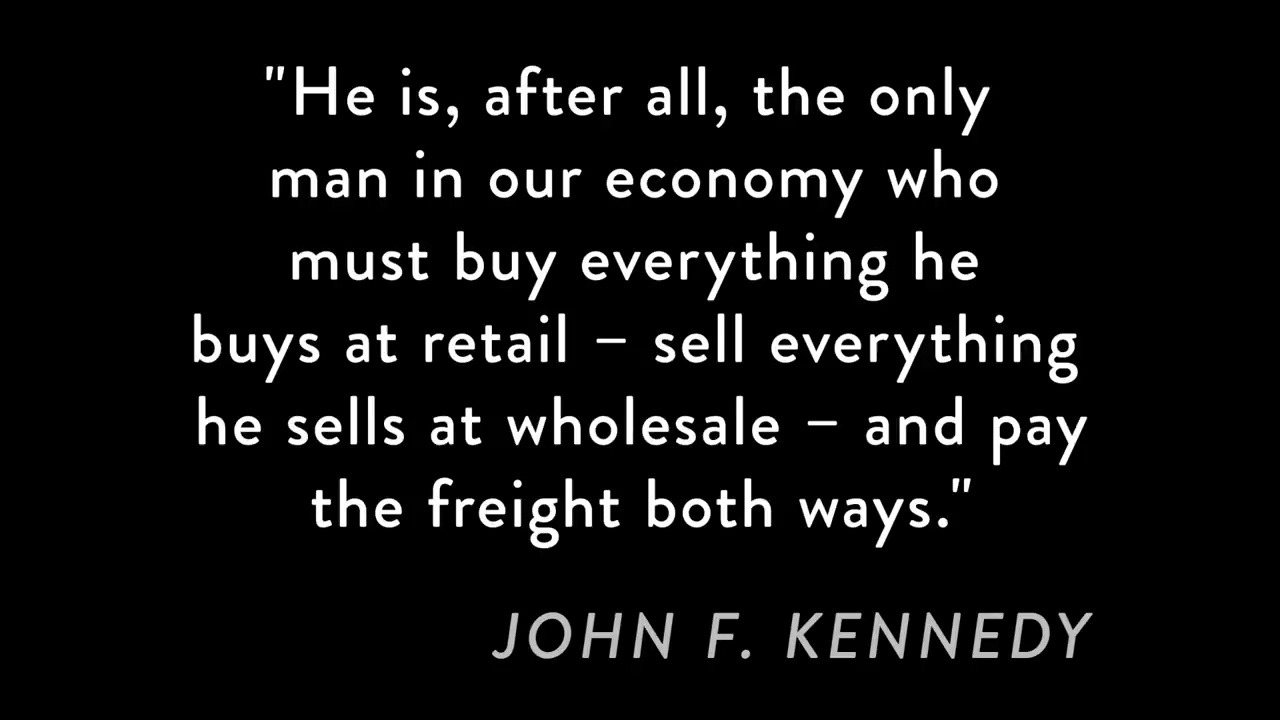 "He is, after all, the only
man in our economy who
must buy everything he
buys at retail – sell everything
he sells at wholesale – and pay
the freight both ways."
JOHN F. KENNEDY